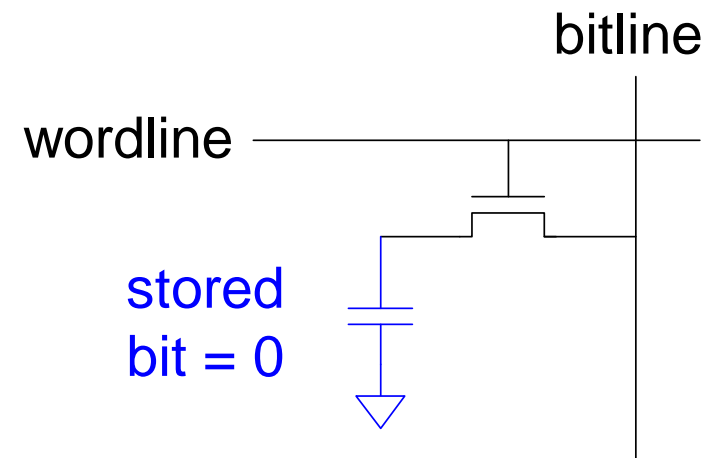 bitline
wordline
stored
bit = 0